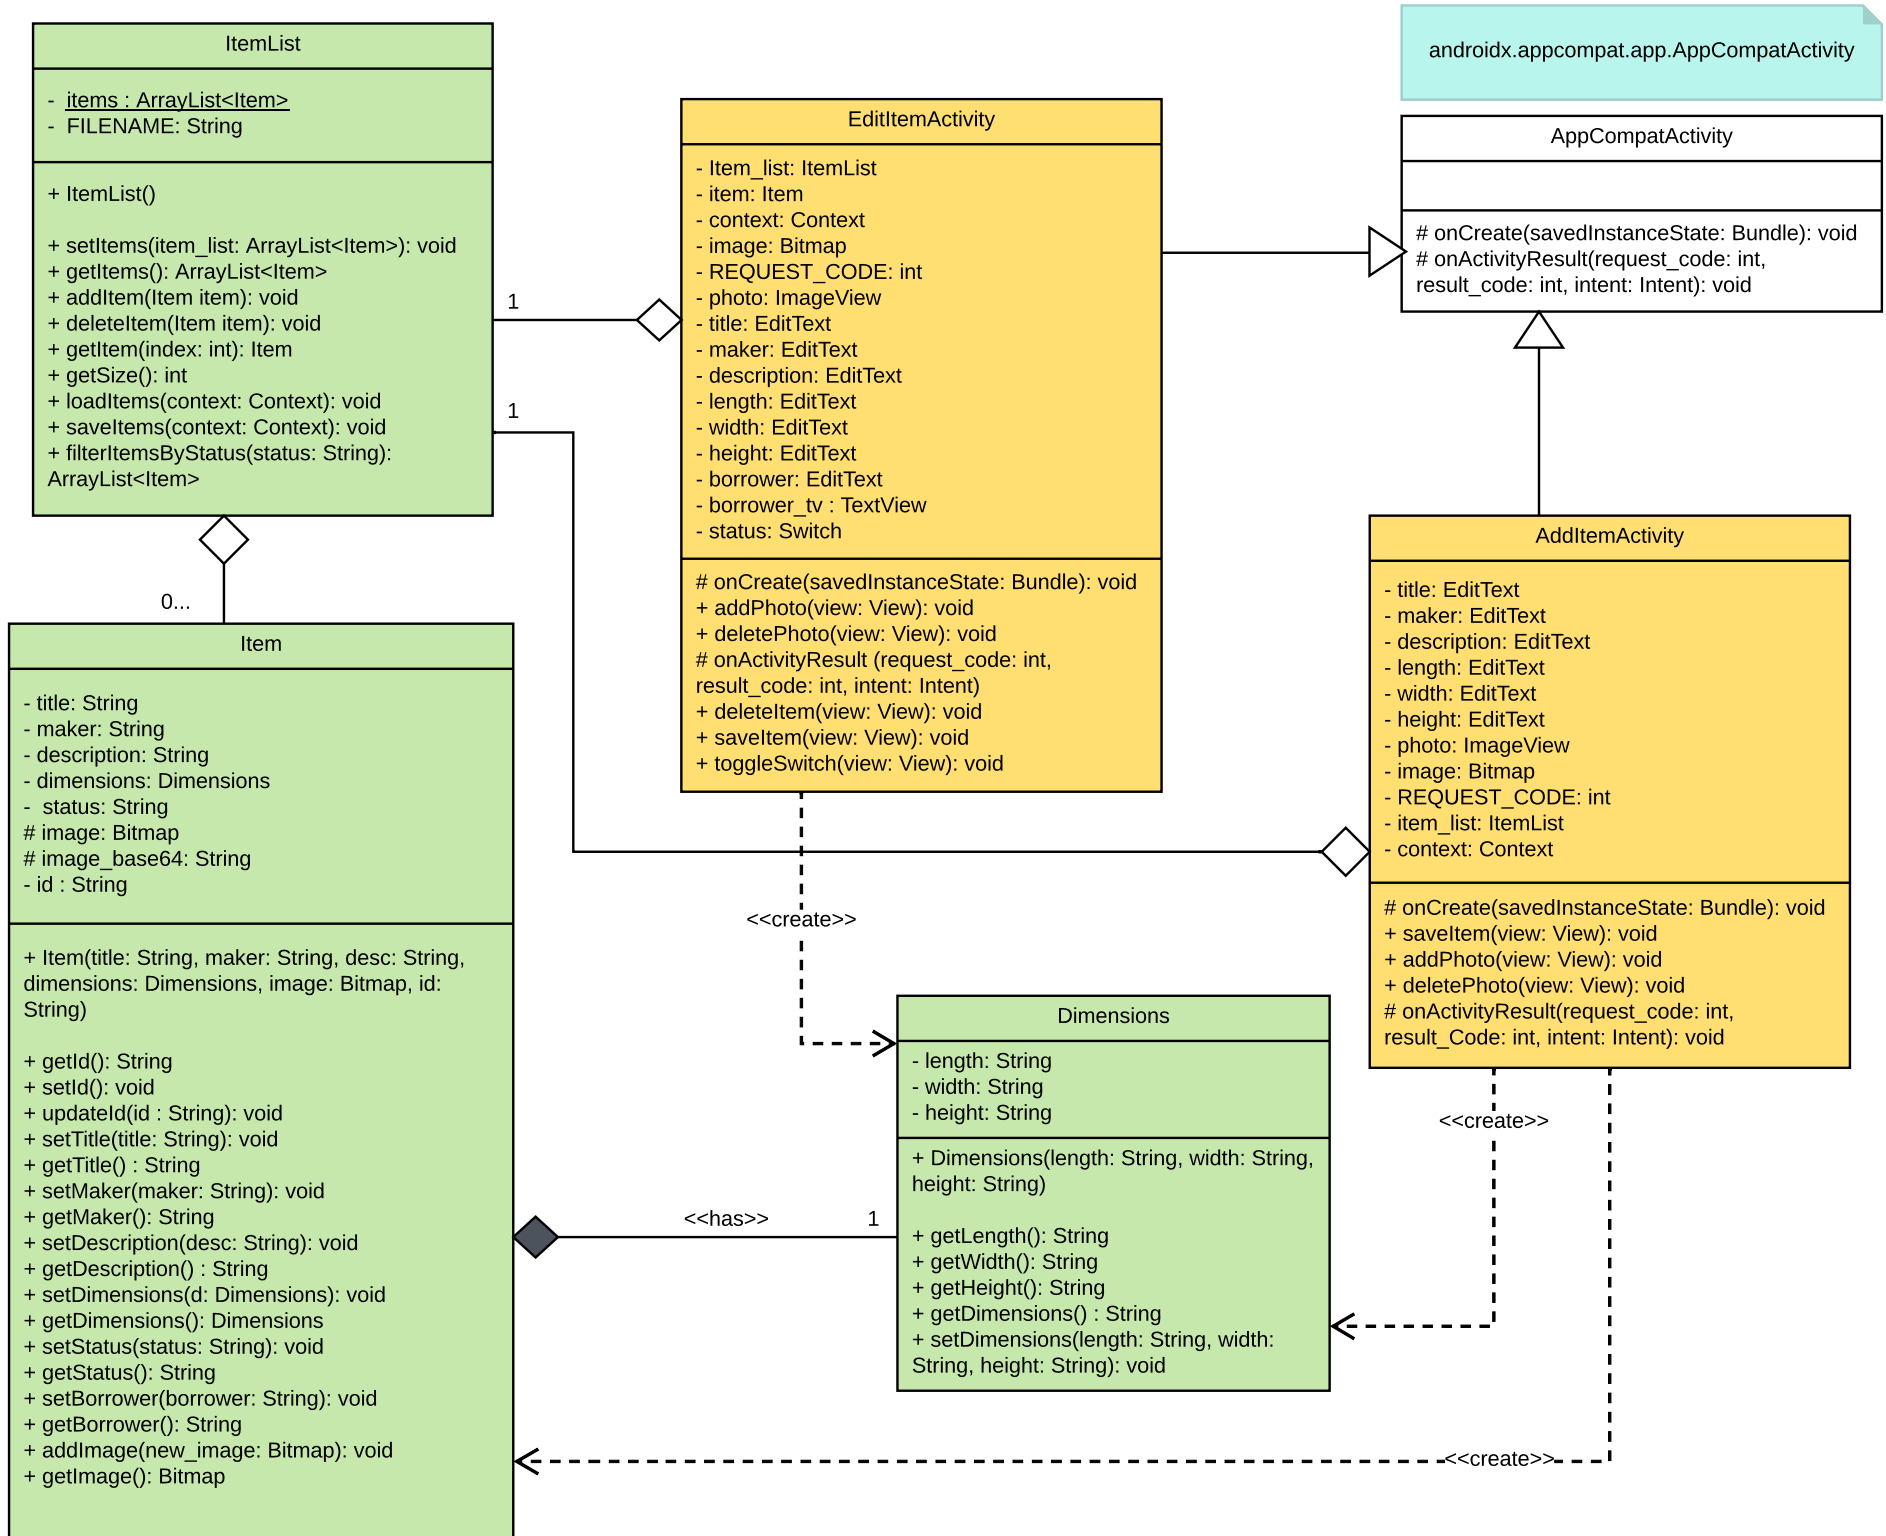 ItemList
-  items : ArrayList<Item>
-  FILENAME: String
+ ItemList()
+ setItems(item_list: ArrayList<Item>): void
+ getItems(): ArrayList<Item>
+ addItem(Item item): void
+ deleteItem(Item item): void
+ getItem(index: int): Item
+ getSize(): int
+ loadItems(context: Context): void
+ saveItems(context: Context): void
+ filterItemsByStatus(status: String):
ArrayList<Item>
1
1
0...
EditItemActivity
- Item_list: ItemList
- item: Item
- context: Context
- image: Bitmap
- REQUEST_CODE: int
- photo: ImageView
- title: EditText
- maker: EditText
- description: EditText
- length: EditText
- width: EditText
- height: EditText
- borrower: EditText
- borrower_tv : TextView
- status: Switch
# onCreate(savedInstanceState: Bundle): void
+ addPhoto(view: View): void
+ deletePhoto(view: View): void
# onActivityResult (request_code: int,
result_code: int, intent: Intent)
+ deleteItem(view: View): void
+ saveItem(view: View): void
+ toggleSwitch(view: View): void
androidx.appcompat.app.AppCompatActivity
AppCompatActivity
# onCreate(savedInstanceState: Bundle): void
# onActivityResult(request_code: int,
result_code: int, intent: Intent): void
AddItemActivity
- title: EditText
- maker: EditText
- description: EditText
- length: EditText
- width: EditText
- height: EditText
- photo: ImageView
- image: Bitmap
- REQUEST_CODE: int
- item_list: ItemList
- context: Context
# onCreate(savedInstanceState: Bundle): void
+ saveItem(view: View): void
+ addPhoto(view: View): void
+ deletePhoto(view: View): void
# onActivityResult(request_code: int,
result_Code: int, intent: Intent): void
Item
- title: String
- maker: String
- description: String
- dimensions: Dimensions
-  status: String
# image: Bitmap
# image_base64: String
- id : String
+ Item(title: String, maker: String, desc: String,
dimensions: Dimensions, image: Bitmap, id:
String)
+ getId(): String
+ setId(): void
+ updateId(id : String): void
+ setTitle(title: String): void
+ getTitle() : String
+ setMaker(maker: String): void
+ getMaker(): String
+ setDescription(desc: String): void
+ getDescription() : String
+ setDimensions(d: Dimensions): void
+ getDimensions(): Dimensions
+ setStatus(status: String): void
+ getStatus(): String
+ setBorrower(borrower: String): void
+ getBorrower(): String
+ addImage(new_image: Bitmap): void
+ getImage(): Bitmap
<<create>>
<<has>>
1
Dimensions
- length: String
- width: String
- height: String
+ Dimensions(length: String, width: String,
height: String)
+ getLength(): String
+ getWidth(): String
+ getHeight(): String
+ getDimensions() : String
+ setDimensions(length: String, width:
String, height: String): void
<<create>>
<<create>>